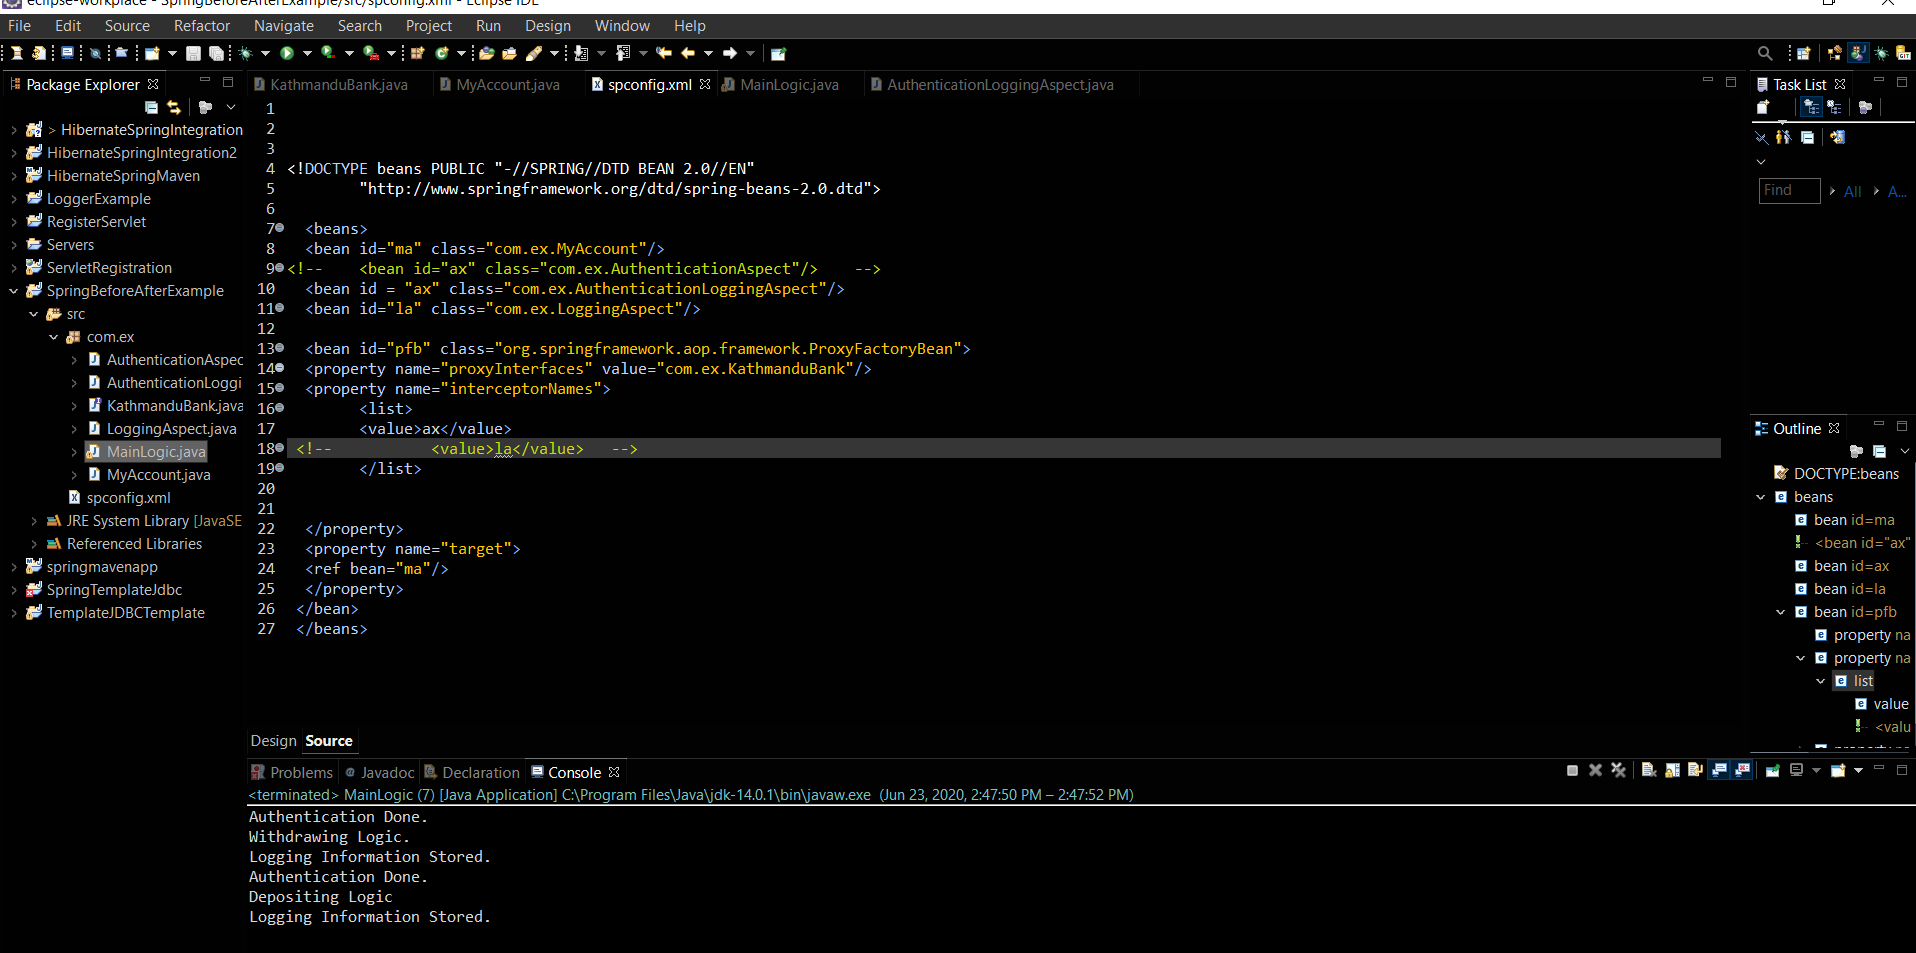 eclipse-workplace - SpringBeforeAfterExample/src/spconfig.xml - Eclipse IDE
File Edit Source Refactor Navigate Search Project Run Design Window Help
Package Explorer
> HibernateSpringIntegration
HibernateSpringIntegration2
HibernateSpringMaven
LoggerExample
RegisterServlet
Servers
ServletRegistration
SpringBeforeAfterExample
src
com.ex
AuthenticationAspec
AuthenticationLoggi
KathmanduBank.java
LoggingAspect.java
MainLogic.java
MyAccount.java
spconfig.xml
JRE System Library [JavaSE
Referenced Libraries
springmavenapp
SpringTemplateJdbc
TemplateJDBCTemplate
KathmanduBank.java MyAccount.java spconfig.xml MainLogic.java AuthenticationLoggingAspect.java
1
2
3
4 <!DOCTYPE beans PUBLIC "-//SPRING//DTD BEAN 2.0//EN"
5 "http://www.springframework.org/dtd/spring-beans-2.0.dtd">
6
7 <beans>
8 <bean id="ma" class="com.ex.MyAccount"/>
9 <!-- <bean id="ax" class="com.ex.AuthenticationAspect"/> -->
10 <bean id = "ax" class="com.ex.AuthenticationLoggingAspect"/>
11 <bean id="la" class="com.ex.LoggingAspect"/>
12
13 <bean id="pfb" class="org.springframework.aop.framework.ProxyFactoryBean">
14 <property name="proxyInterfaces" value="com.ex.KathmanduBank"/>
15 <property name="interceptorNames">
16 <list>
17 <value>ax</value>
18 <!-- <value>la</value> -->
19 </list>
20
21
22 </property>
23 <property name="target">
24 <ref bean="ma"/>
25 </property>
26 </bean>
27 </beans>
Design Source
Task List
Find All A...
Outline
DOCTYPE:beans
beans
bean id=ma
<bean id="ax"
bean id=ax
bean id=la
bean id=pfb
property na
property na
list
value
<valu
Problems Javadoc Declaration Console
<terminated> MainLogic (7) [Java Application] C:\Program Files\Java\jdk-14.0.1\bin\javaw.exe (Jun 23, 2020, 2:47:50 PM – 2:47:52 PM)
Authentication Done.
Withdrawing Logic.
Logging Information Stored.
Authentication Done.
Depositing Logic
Logging Information Stored.